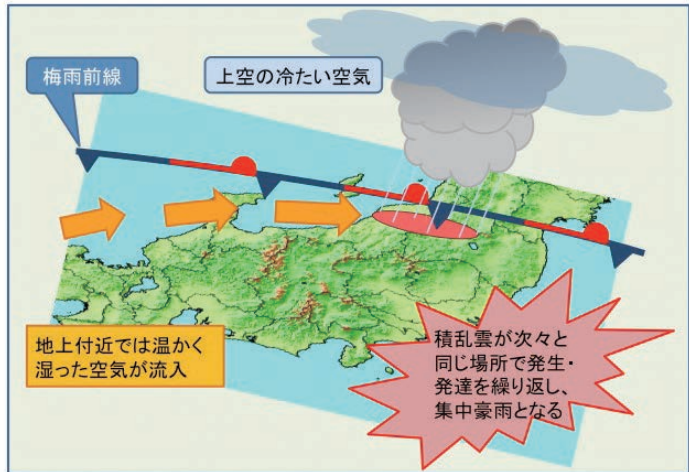 梅雨前線
上空の冷たい空気
地上付近では温かく
湿った空気が流入
積乱雲が次々と
同じ場所で発生・
発達を繰り返し、
集中豪雨となる